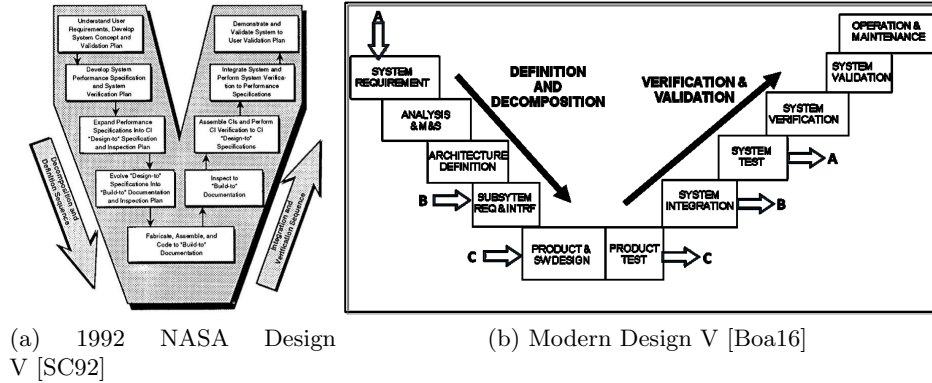 Understand User
Requirements, Develop
System Concept and
Validation Plan
Develop System
Performance Specification
and System
Verification Plan
Expand Performance
Specifications Into CI
"Design-to" Specification
and Inspection Plan
Evolve "Design-to"
Specifications Into
"Build-to" Documentation
and Inspection Plan
Fabricate, Assemble, and
Code to "Build-to"
Documentation
Inspect to
"Build-to"
Documentation
Assemble CIs and Perform
CI Verification to CI
"Design-to"
Specifications
Integrate System and
Perform System Verifica-
tion to Performance
Specifications
Demonstrate and
Validate System to
User Validation Plan
Decomposition and
Definition Sequence
Integration and
Verification Sequence
(a) 1992 NASA Design
V [SC92]
A
SYSTEM
REQUIREMENT
ANALYSIS
& M&S
ARCHITECTURE
DEFINITION
B
SUBSYTEM
REQ & INTRF
C
PRODUCT &
SW DESIGN
PRODUCT
TEST
C
SYSTEM
INTEGRATION
B
SYSTEM
TEST
A
SYSTEM
VERIFICATION
SYSTEM
VALIDATION
OPERATION &
MAINTENANCE
DEFINITION
AND
DECOMPOSITION
VERIFICATION &
VALIDATION
(b) Modern Design V [Boa16]